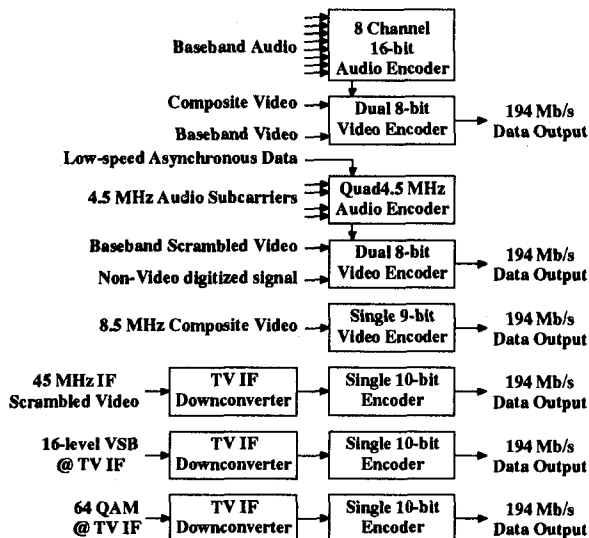 Baseband Audio
8 Channel
16-bit
Audio Encoder
Composite Video
Baseband Video
Dual 8-bit
Video Encoder
194 Mb/s
Data Output
Low-speed Asynchronous Data
4.5 MHz Audio Subcarriers
Quad4.5 MHz
Audio Encoder
Baseband Scrambled Video
Non-Video digitized signal
Dual 8-bit
Video Encoder
194 Mb/s
Data Output
8.5 MHz Composite Video
Single 9-bit
Video Encoder
194 Mb/s
Data Output
45 MHz IF
Scrambled Video
TV IF
Downconverter
Single 10-bit
Encoder
194 Mb/s
Data Output
16-level VSB
@ TV IF
TV IF
Downconverter
Single 10-bit
Encoder
194 Mb/s
Data Output
64 QAM
@ TV IF
TV IF
Downconverter
Single 10-bit
Encoder
194 Mb/s
Data Output